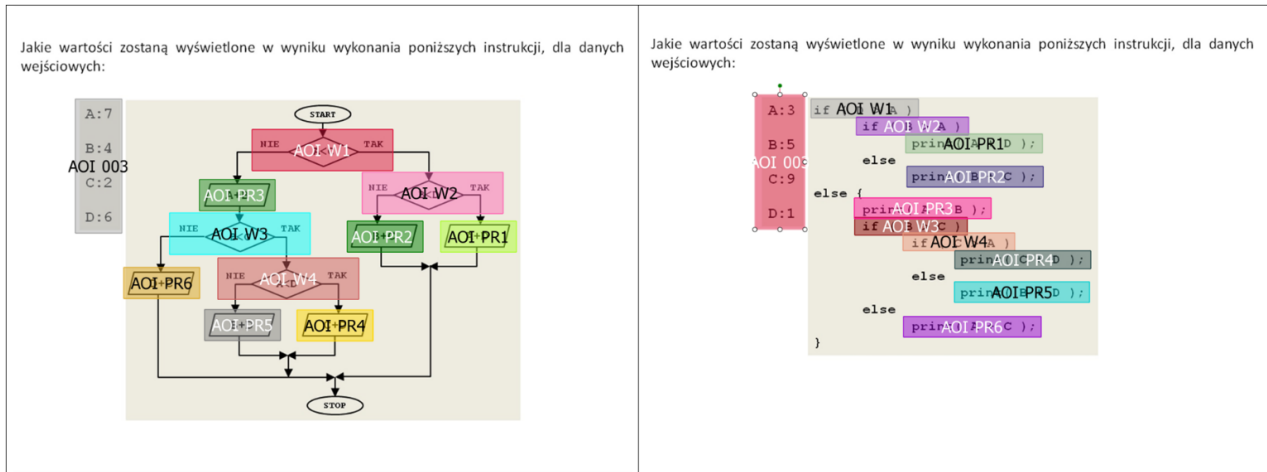 Jakie wartości zostaną wyświetlone w wyniku wykonania poniższych instrukcji, dla danych
wejściowych:
A:7
B:4
AOI 003
C:2
D:6
START
NIE AOI W1 TAK
AOI PR3
NIE AOI W2 TAK
NIE AOI W3 TAK
AOI PR2
AOI PR1
AOI PR6
NIE AOI W4 TAK
AOI PR5
AOI PR4
STOP
Jakie wartości zostaną wyświetlone w wyniku wykonania poniższych instrukcji, dla danych
wejściowych:
A:3
B:5
AOI 003
C:9
D:1
if AOI W1 A )
if AOI W2 A )
AOI PR1 D );
else
AOI PR2 C );
else {
AOI PR3 B );
if AOI W3 C )
if AOI W4 A )
AOI PR4 D );
else
AOI PR5 D );
else
AOI PR6 C );
}